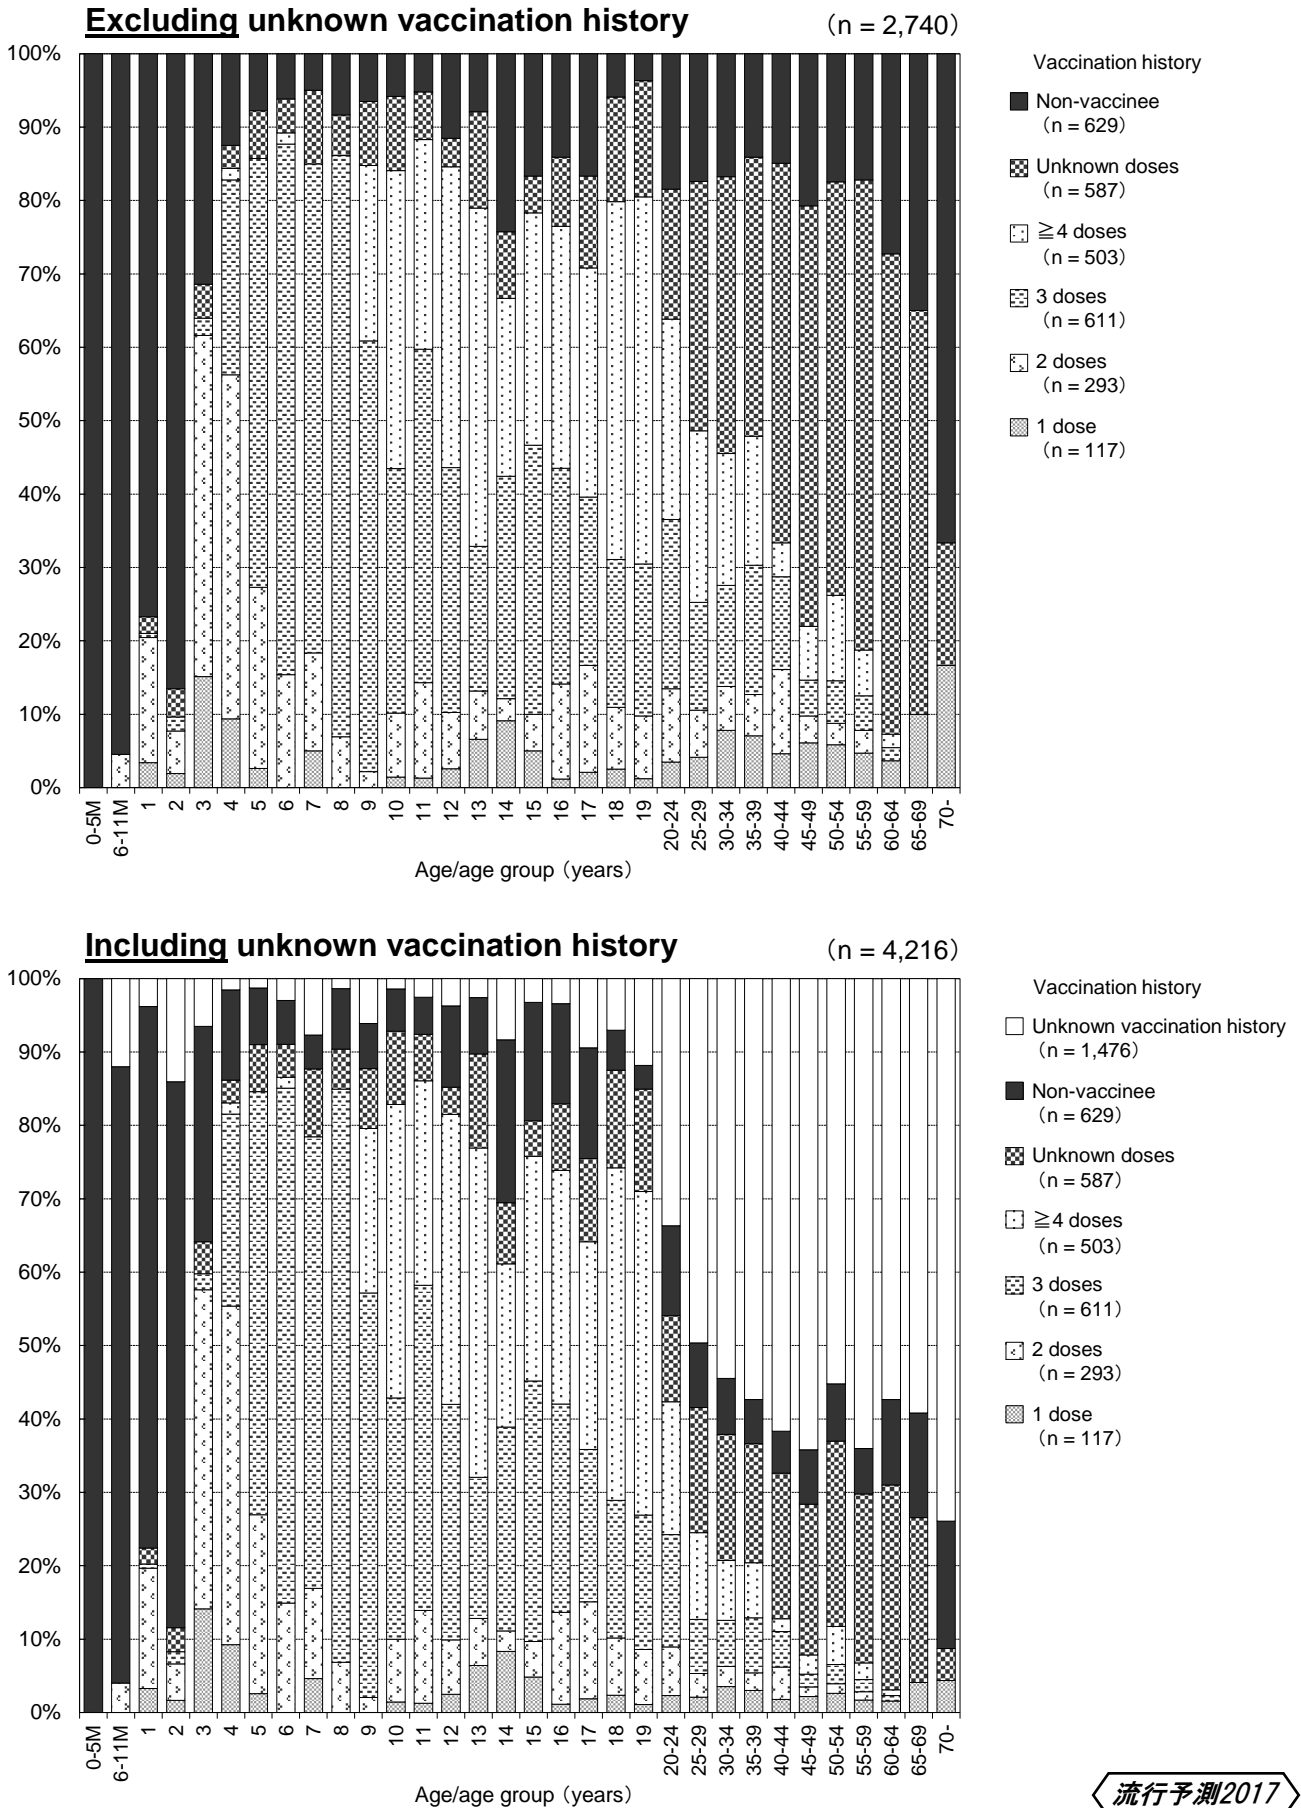 Excluding unknown vaccination history (n = 2,740)
100%
90%
80%
70%
60%
50%
40%
30%
20%
10%
0%
0-5M 6-11M 1 2 3 4 5 6 7 8 9 10 11 12 13 14 15 16 17 18 19 20-24 25-29 30-34 35-39 40-44 45-49 50-54 55-59 60-64 65-69 70-
Age/age group (years)
Vaccination history
Non-vaccinee
(n = 629)
Unknown doses
(n = 587)
≧4 doses
(n = 503)
3 doses
(n = 611)
2 doses
(n = 293)
1 dose
(n = 117)
Including unknown vaccination history (n = 4,216)
100%
90%
80%
70%
60%
50%
40%
30%
20%
10%
0%
0-5M 6-11M 1 2 3 4 5 6 7 8 9 10 11 12 13 14 15 16 17 18 19 20-24 25-29 30-34 35-39 40-44 45-49 50-54 55-59 60-64 65-69 70-
Age/age group (years)
Vaccination history
Unknown vaccination history
(n = 1,476)
Non-vaccinee
(n = 629)
Unknown doses
(n = 587)
≧4 doses
(n = 503)
3 doses
(n = 611)
2 doses
(n = 293)
1 dose
(n = 117)
流行予測2017